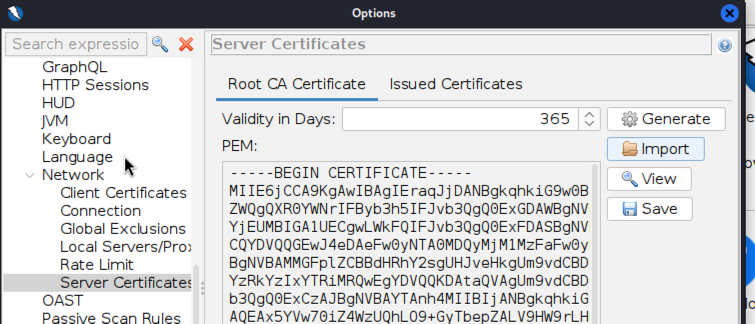 Options
Search expressio
Server Certificates
GraphQL
HTTP Sessions
HUD
JVM
Keyboard
Language
Network
Client Certificates
Connection
Global Exclusions
Local Servers/Prox
Rate Limit
Server Certificates
OAST
Passive Scan Rules
Root CA Certificate
Issued Certificates
Validity in Days:
365
Generate
PEM:
Import
View
Save
-----BEGIN CERTIFICATE-----
MIIE6jCCA9KgAwIBAgIEraqJjDANBgkqhkiG9w0B
ZWQgQXR0YWNrIFByb3h5IFJvb3QgQ0ExGDAWBgNV
YjEUMBIGA1UECgwLWkFQIFJvb3QgQ0ExFDASBgNV
CQYDVQQGEwJ4eDAeFw0yNTA0MDQyMjM1MzFaFw0y
BgNVBAMMGFplZCBBdHRhY2sgUHJveHkgUm9vdCBD
YzRkYzIxYTRiMRQwEgYDVQQKDAtaQVAgUm9vdCBD
b3QgQ0ExCzAJBgNVBAYTAnh4MIIBIjANBgkqhkiG
AQEAx5YVw70iZ4WzUQhLO9+GyTbepZALV9HW9rLH